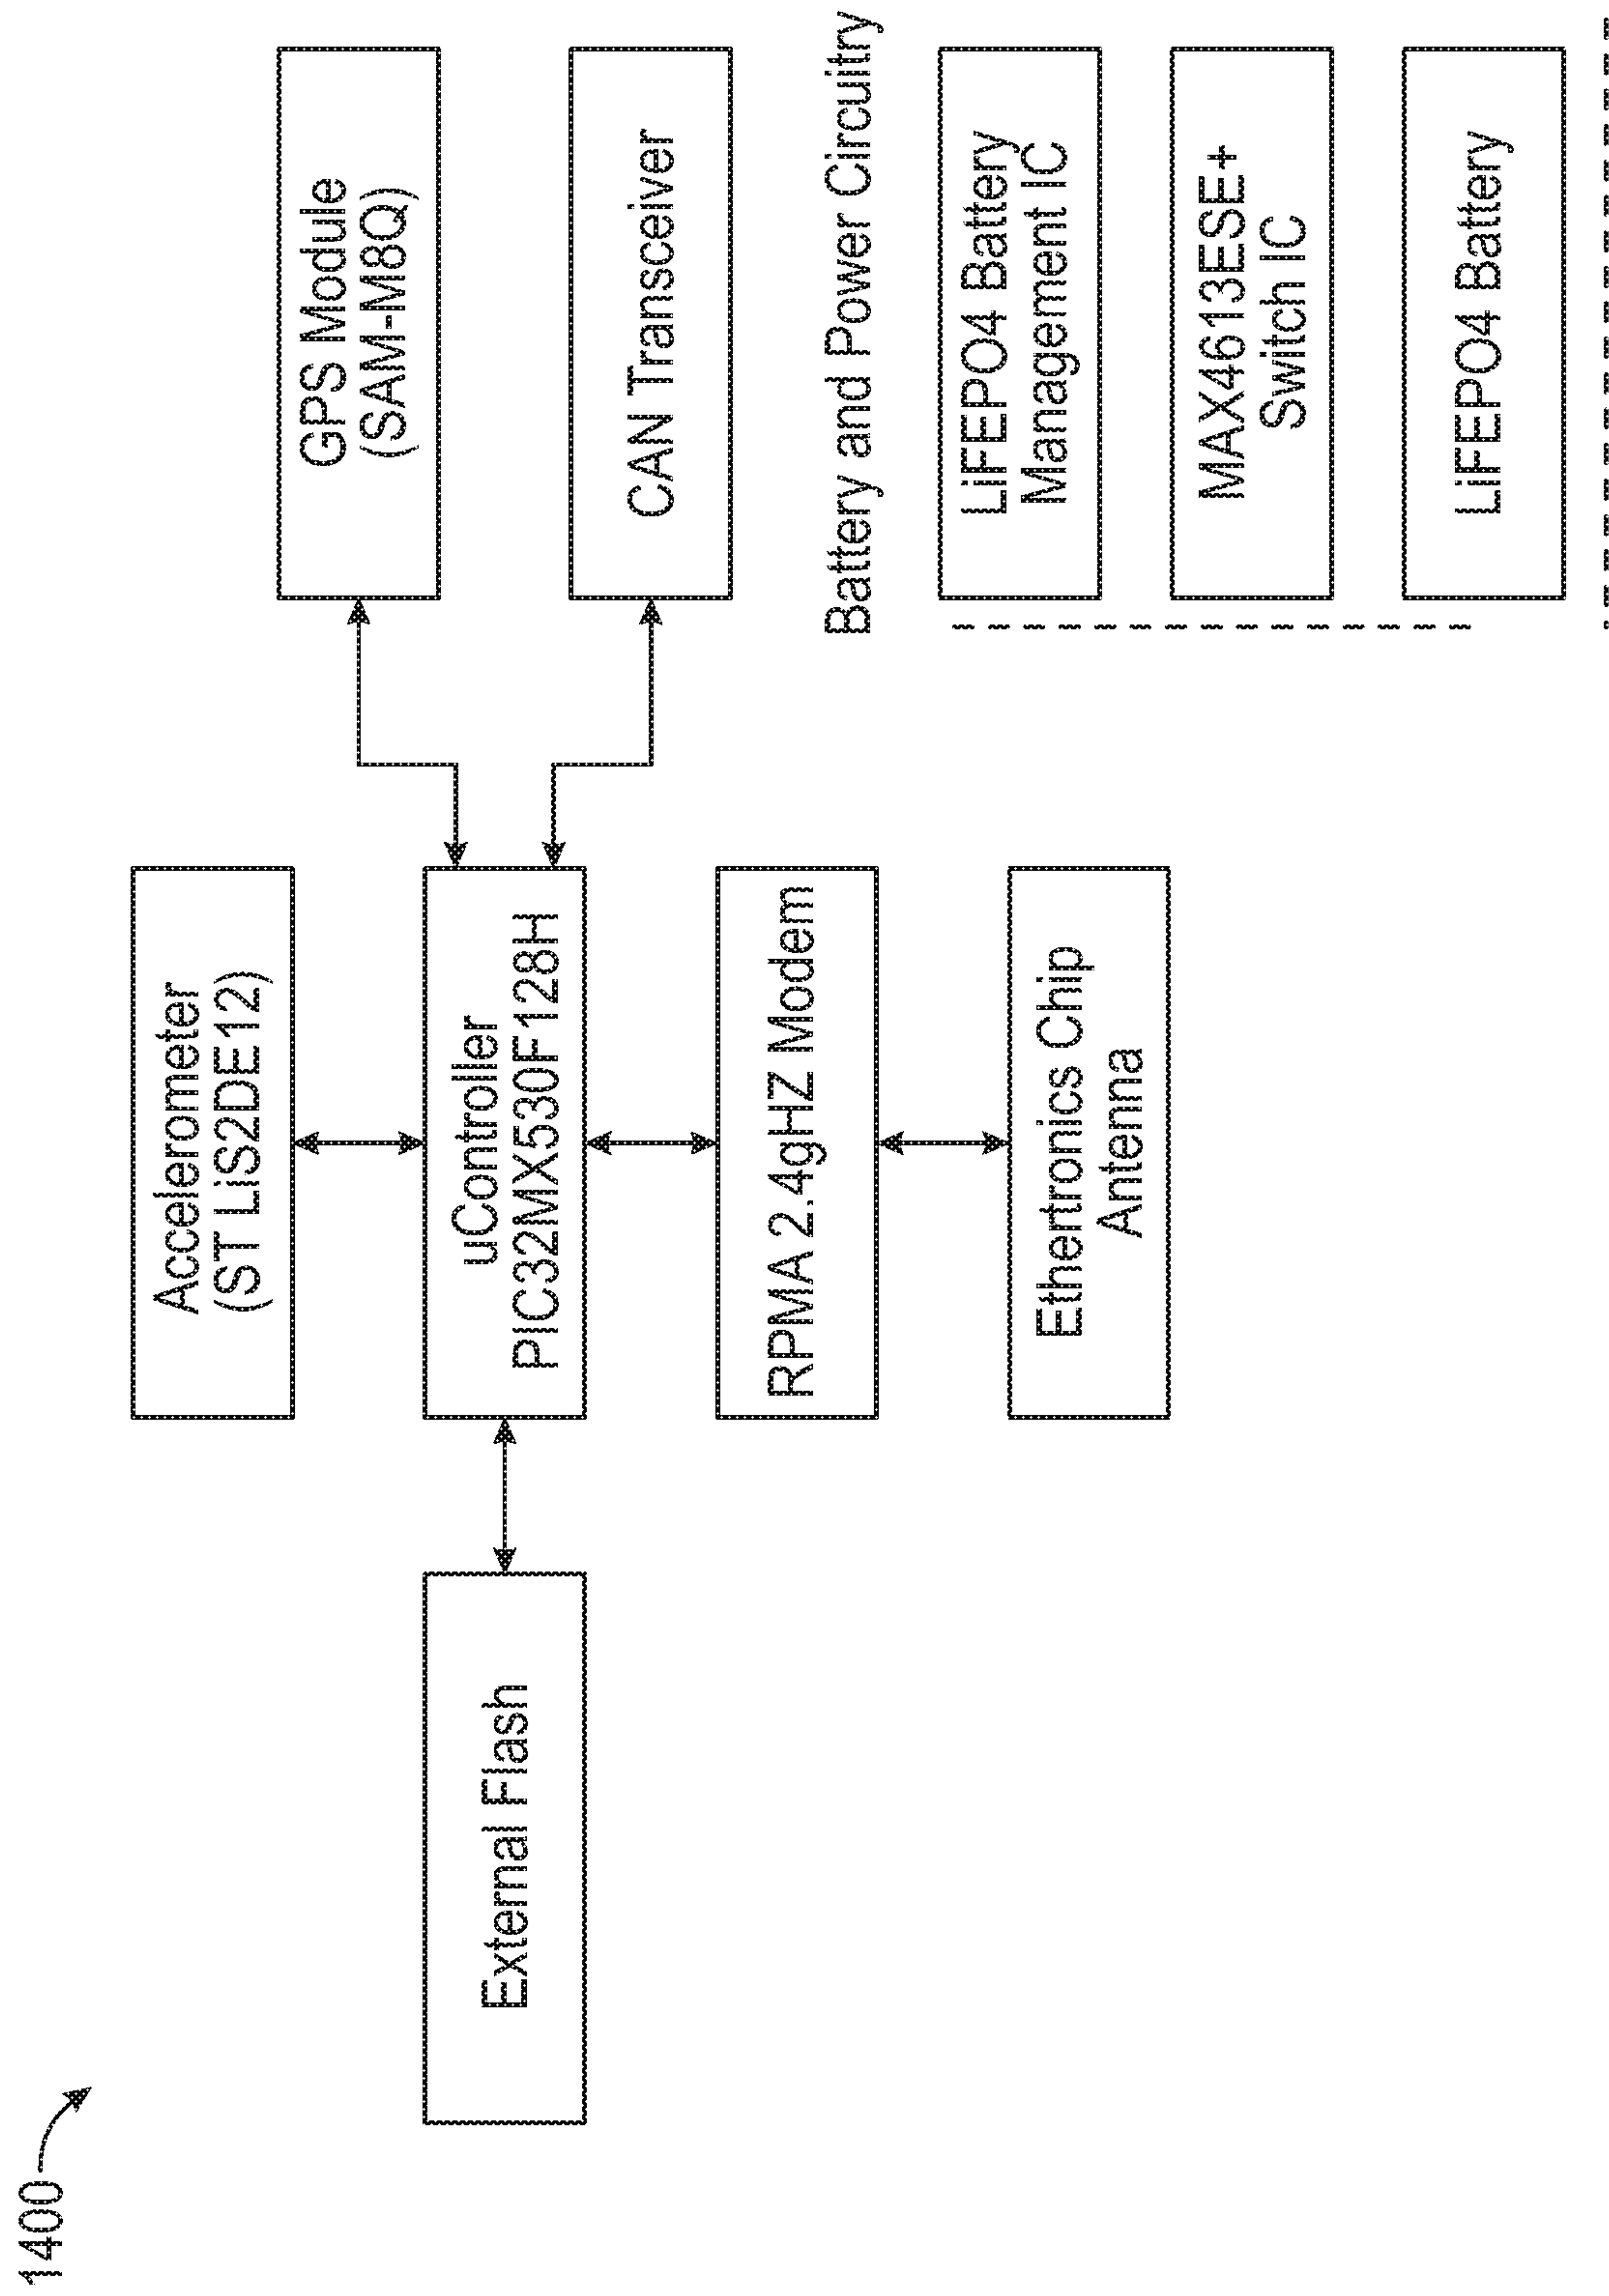 1400
Accelerometer
(ST LiS2DE12)
GPS Module
(SAM-M8Q)
External Flash
uController
PIC32MX530F128H
CAN Transceiver
RPMA 2.4gHZ Modem
Battery and Power Circuitry
Ethertronics Chip
Antenna
LiFEPO4 Battery
Management IC
MAX4613ESE+
Switch IC
LiFEPO4 Battery